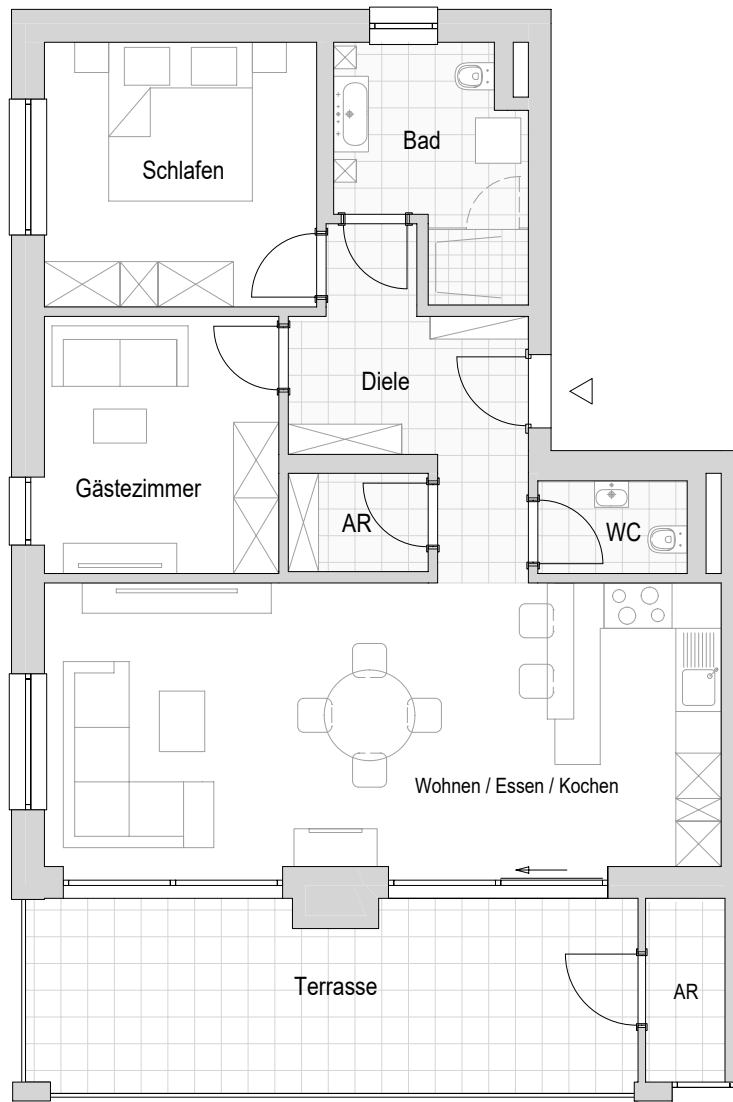 Schlafen
Bad
Diele
Gästezimmer
AR
WC
Wohnen / Essen / Kochen
Terrasse
AR